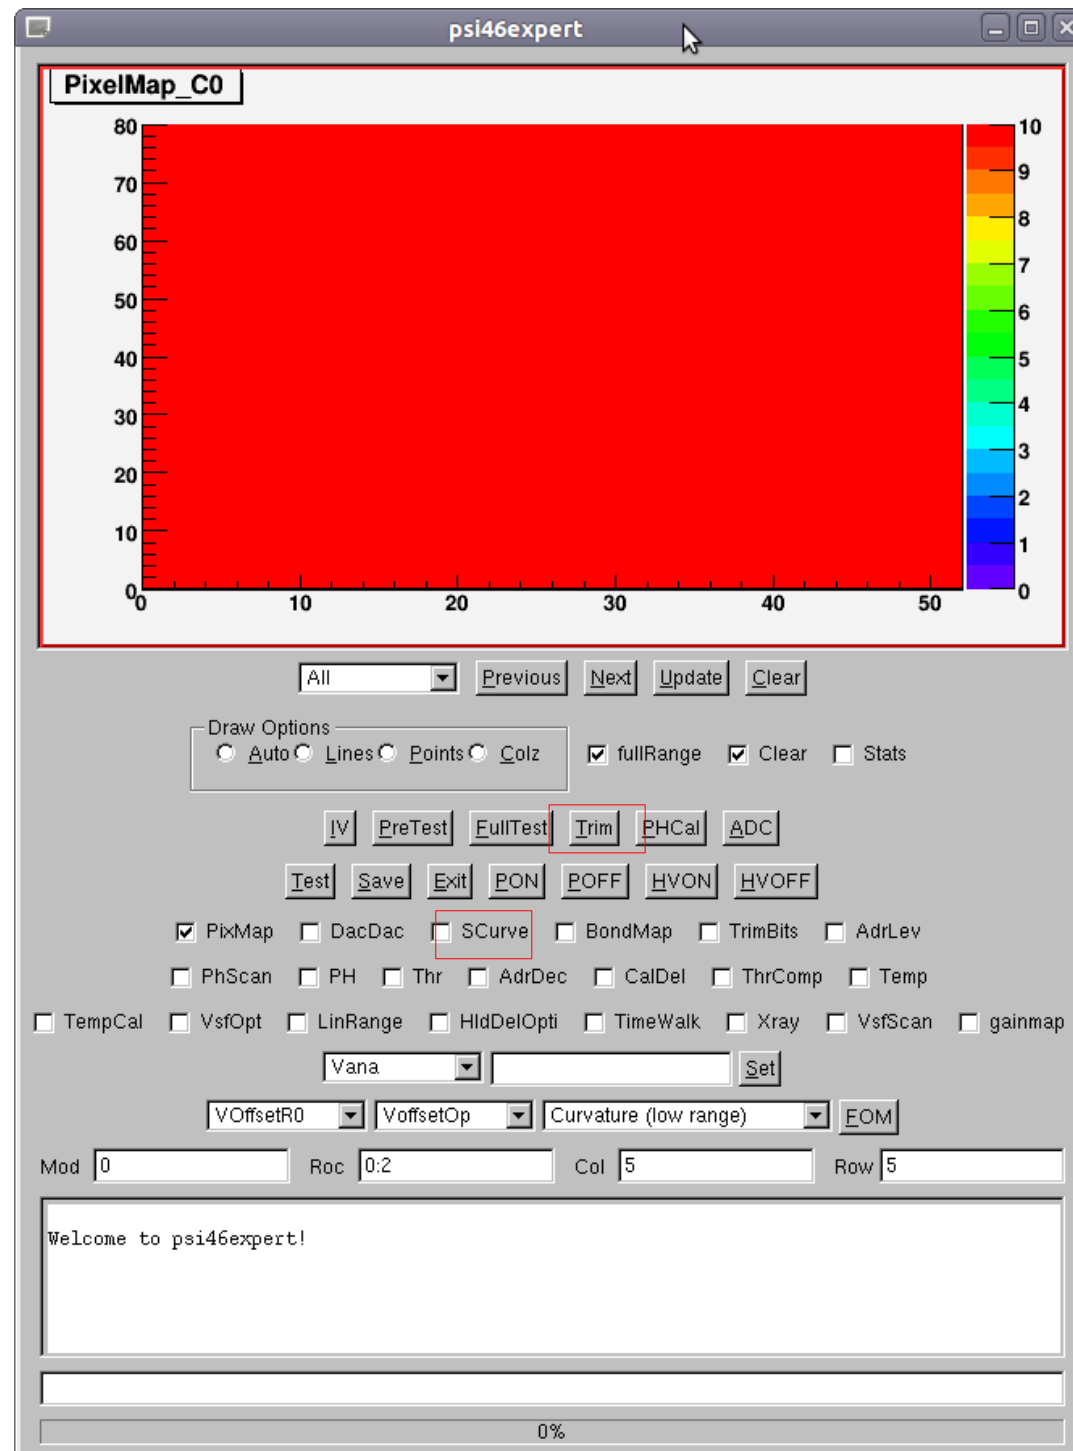 psi46expert
PixelMap_C0
80
70
60
50
40
30
20
10
0
0 10 20 30 40 50
10
9
8
7
6
5
4
3
2
1
0
All Previous Next Update Clear
Draw Options
Auto Lines Points Colz fullRange Clear Stats
IV PreTest FullTest Trim PHCal ADC
Test Save Exit PON POFF HVON HVOFF
PixMap DacDac SCurve BondMap TrimBits AdrLev
PhScan PH Thr AdrDec CalDel ThrComp Temp
TempCal VsfOpt LinRange HldDelOpti TimeWalk Xray VsfScan gainmap
Vana Set
VOffsetR0 VoffsetOp Curvature (low range) FOM
Mod 0 Roc 0:2 Col 5 Row 5
Welcome to psi46expert!
0%